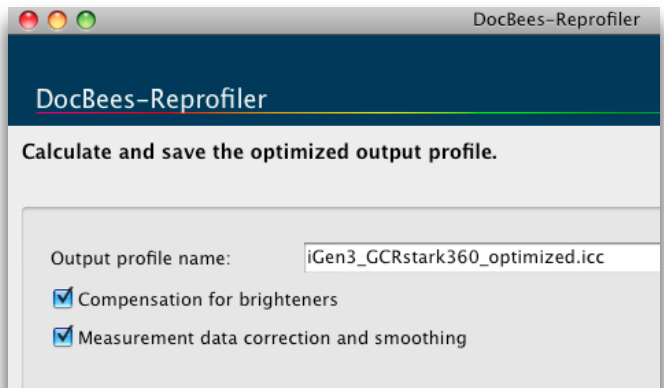 DocBees-Reprofiler
DocBees-Reprofiler
Calculate and save the optimized output profile.
Output profile name: iGen3_GCRstark360_optimized.icc
Compensation for brighteners
Measurement data correction and smoothing